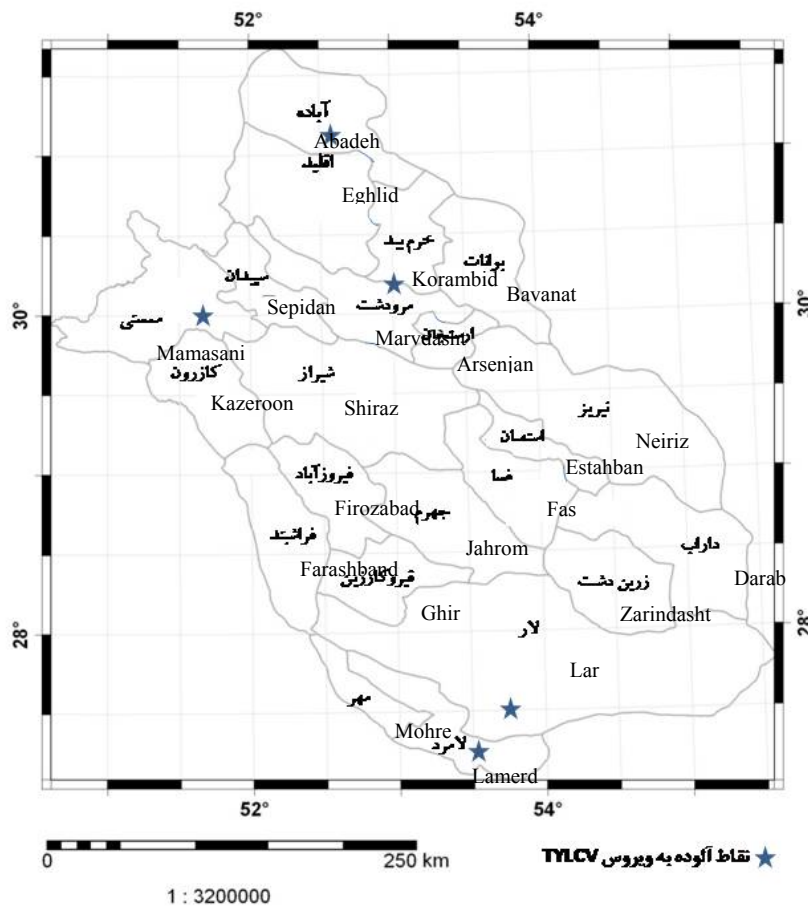 52°
54°
آباده
Abadeh
اقلید
Eghlid
خرم بید
Korambid
بوانات
Bavanat
سپیدان
Sepidan
30°
30°
مرودشت
Marvdasht
ارسنجان
Arsenjan
ممسنی
Mamasani
کازرون
Kazeroon
شیراز
Shiraz
نیریز
Neiriz
استهبان
Estahban
فسا
Fas
فیروزآباد
Firozabad
جهرم
Jahrom
فراشبند
Farashband
قیروکارزین
Ghir
داراب
Darab
زرین دشت
Zarindasht
28°
28°
لار
Lar
مهر
Mohre
لامرد
Lamerd
52°
54°
0
250 km
نقاط آلوده به ویروس TYLCV
1 : 3200000